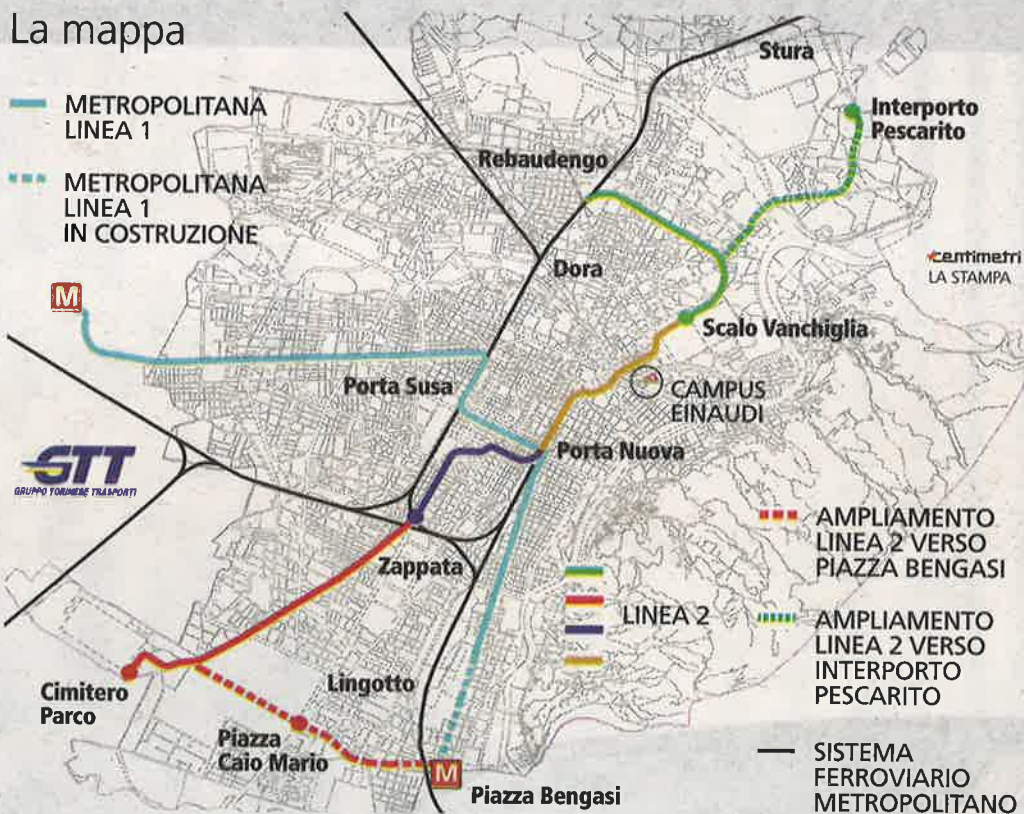 La mappa
METROPOLITANA
LINEA 1
METROPOLITANA
LINEA 1
IN COSTRUZIONE
M
Stura
Interporto
Pescarito
Rebaudengo
Dora
centimetri
LA STAMPA
Scalo Vanchiglia
Porta Susa
CAMPUS
EINAUDI
Porta Nuova
GTT
GRUPPO TORINESE TRASPORTI
Zappata
LINEA 2
AMPLIAMENTO
LINEA 2 VERSO
PIAZZA BENGASI
AMPLIAMENTO
LINEA 2 VERSO
INTERPORTO
PESCARITO
Lingotto
Cimitero
Parco
Piazza
Caio Mario
M
Piazza Bengasi
SISTEMA
FERROVIARIO
METROPOLITANO